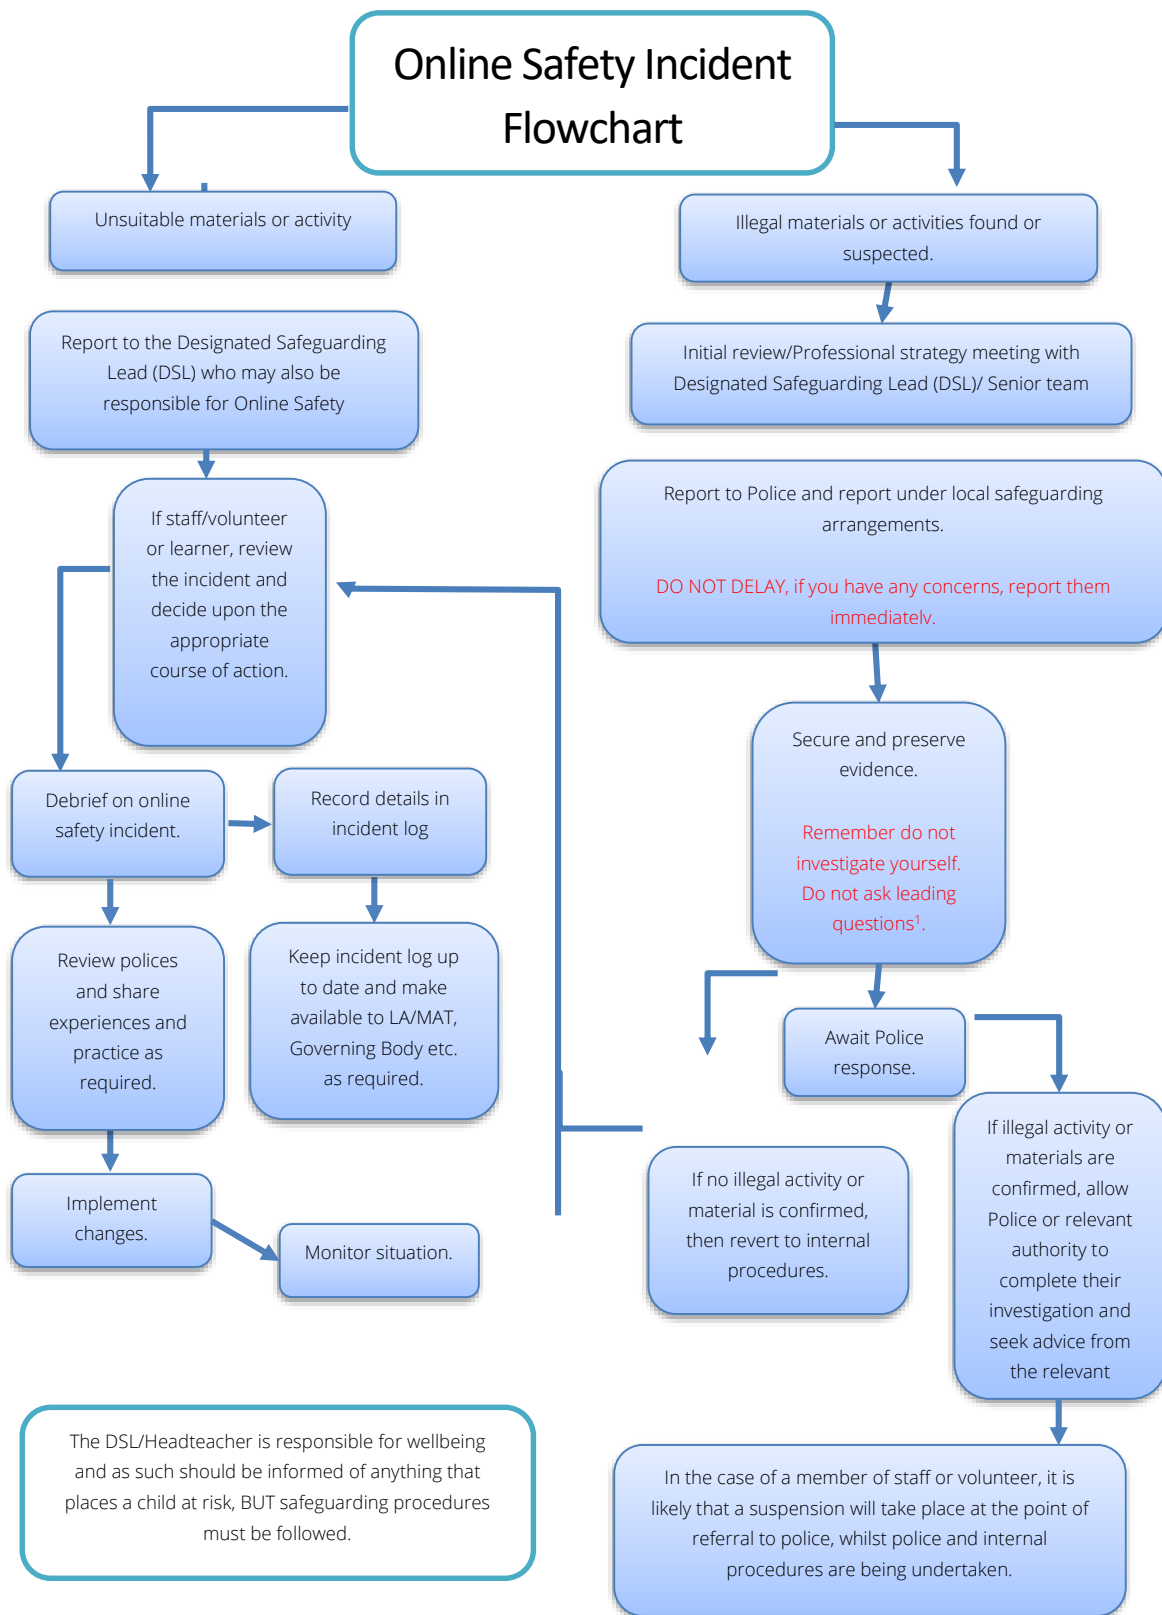 Online Safety Incident
Flowchart
Unsuitable materials or activity
Report to the Designated Safeguarding
Lead (DSL) who may also be
responsible for Online Safety
If staff/volunteer
or learner, review
the incident and
decide upon the
appropriate
course of action.
Debrief on online
safety incident.
Record details in
incident log
Review polices
and share
experiences and
practice as
required.
Keep incident log up
to date and make
available to LA/MAT,
Governing Body etc.
as required.
Implement
changes.
Monitor situation.
Illegal materials or activities found or
suspected.
Initial review/Professional strategy meeting with
Designated Safeguarding Lead (DSL)/ Senior team
Report to Police and report under local safeguarding
arrangements.
DO NOT DELAY, if you have any concerns, report them
immediately.
Secure and preserve
evidence.
Remember do not
investigate yourself.
Do not ask leading
questions¹.
Await Police
response.
If no illegal activity or
material is confirmed,
then revert to internal
procedures.
If illegal activity or
materials are
confirmed, allow
Police or relevant
authority to
complete their
investigation and
seek advice from
the relevant
In the case of a member of staff or volunteer, it is
likely that a suspension will take place at the point of
referral to police, whilst police and internal
procedures are being undertaken.
The DSL/Headteacher is responsible for wellbeing
and as such should be informed of anything that
places a child at risk, BUT safeguarding procedures
must be followed.